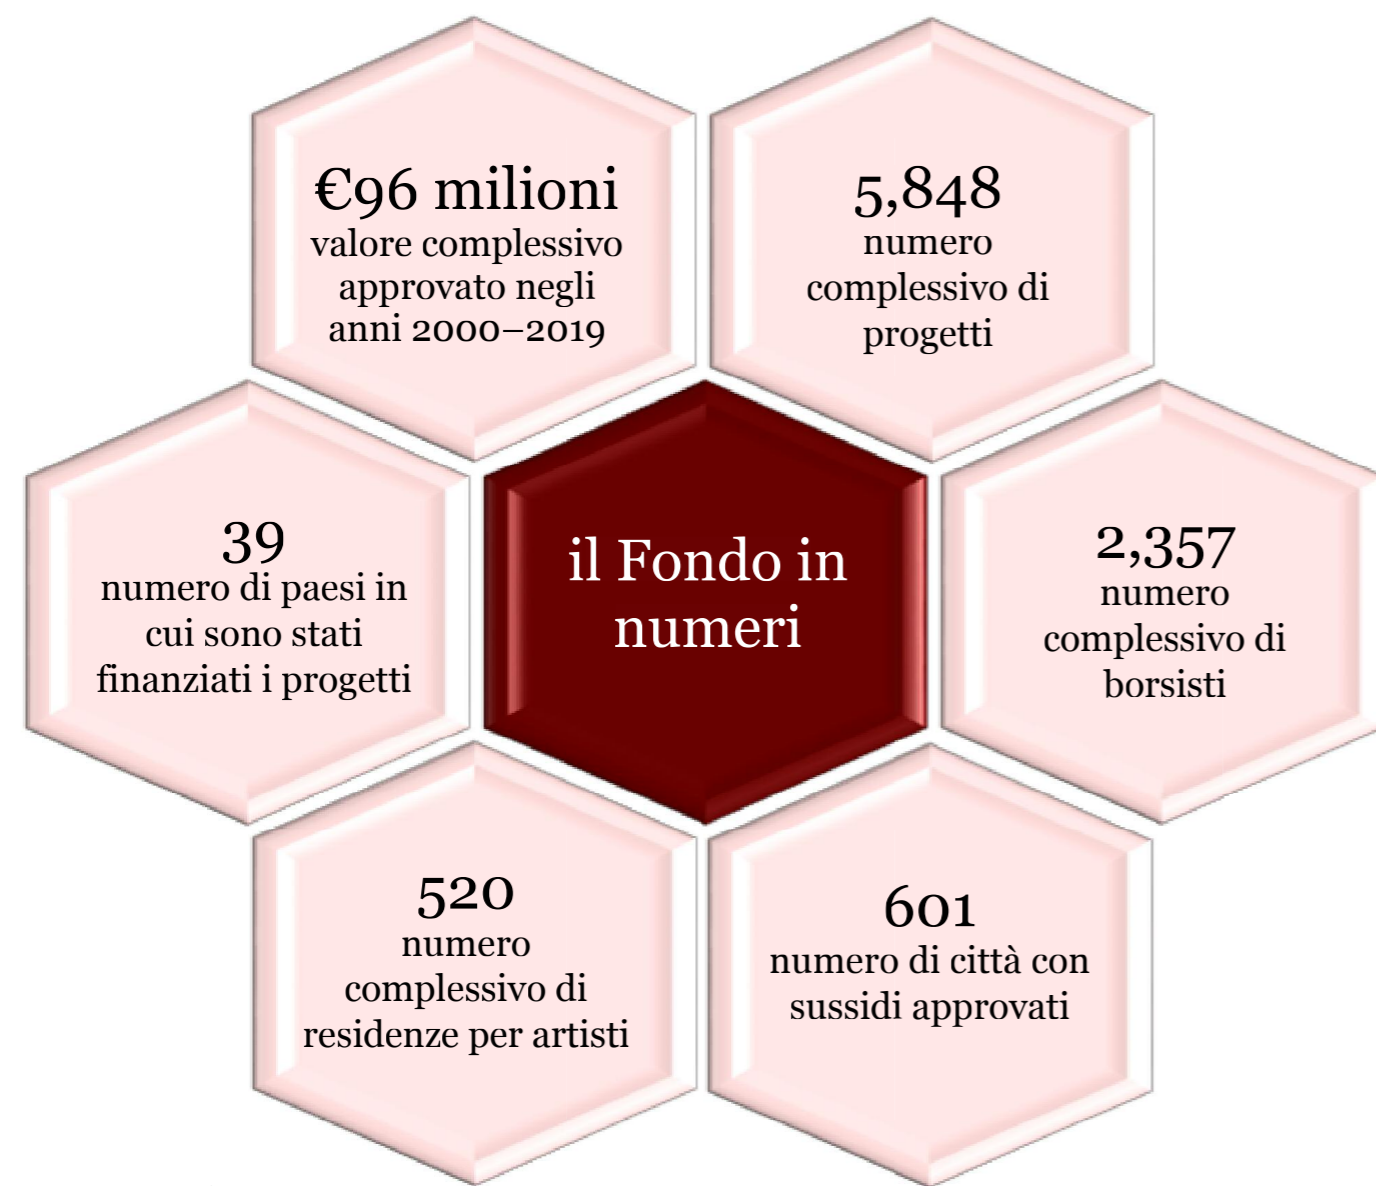 €96 milioni
valore complessivo
approvato negli
anni 2000–2019
5,848
numero
complessivo di
progetti
39
numero di paesi in
cui sono stati
finanziati i progetti
il Fondo in
numeri
2,357
numero
complessivo di
borsisti
520
numero
complessivo di
residenze per artisti
601
numero di città con
sussidi approvati